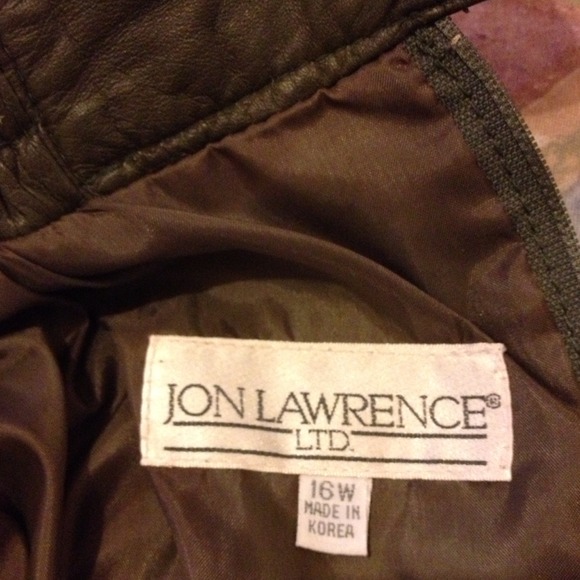 JON LAWRENCE®
LTD.
16W
MADE IN
KOREA